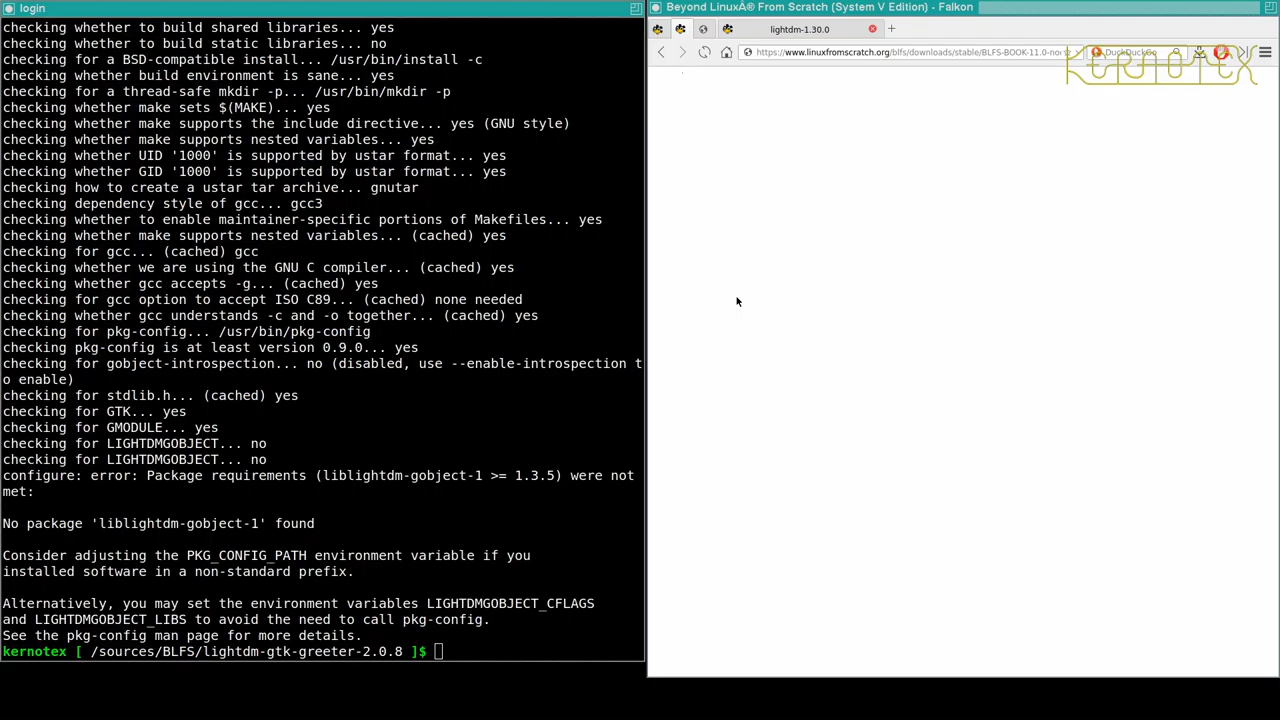 login
checking whether to build shared libraries... yes
checking whether to build static libraries... no
checking for a BSD-compatible install... /usr/bin/install -c
checking whether build environment is sane... yes
checking for a thread-safe mkdir -p... /usr/bin/mkdir -p
checking whether make sets $(MAKE)... yes
checking whether make supports the include directive... yes (GNU style)
checking whether make supports nested variables... yes
checking whether UID '1000' is supported by ustar format... yes
checking whether GID '1000' is supported by ustar format... yes
checking how to create a ustar tar archive... gnutar
checking dependency style of gcc... gcc3
checking whether to enable maintainer-specific portions of Makefiles... yes
checking whether make supports nested variables... (cached) yes
checking for gcc... (cached) gcc
checking whether we are using the GNU C compiler... (cached) yes
checking whether gcc accepts -g... (cached) yes
checking for gcc option to accept ISO C89... (cached) none needed
checking whether gcc understands -c and -o together... (cached) yes
checking for pkg-config... /usr/bin/pkg-config
checking pkg-config is at least version 0.9.0... yes
checking for gobject-introspection... no (disabled, use --enable-introspection t
o enable)
checking for stdlib.h... (cached) yes
checking for GTK... yes
checking for GMODULE... yes
checking for LIGHTDMGOBJECT... no
checking for LIGHTDMGOBJECT... no
configure: error: Package requirements (liblightdm-gobject-1 >= 1.3.5) were not
met:
No package 'liblightdm-gobject-1' found
Consider adjusting the PKG_CONFIG_PATH environment variable if you
installed software in a non-standard prefix.
Alternatively, you may set the environment variables LIGHTDMGOBJECT_CFLAGS
and LIGHTDMGOBJECT_LIBS to avoid the need to call pkg-config.
See the pkg-config man page for more details.
kernotex [ /sources/BLFS/lightdm-gtk-greeter-2.0.8 ]$
Beyond LinuxÂ® From Scratch (System V Edition) - Falkon
lightdm-1.30.0
https://www.linuxfromscratch.org/blfs/downloads/stable/BLFS-BOOK-11.0-no
DuckDuckGo
KERNOTEX